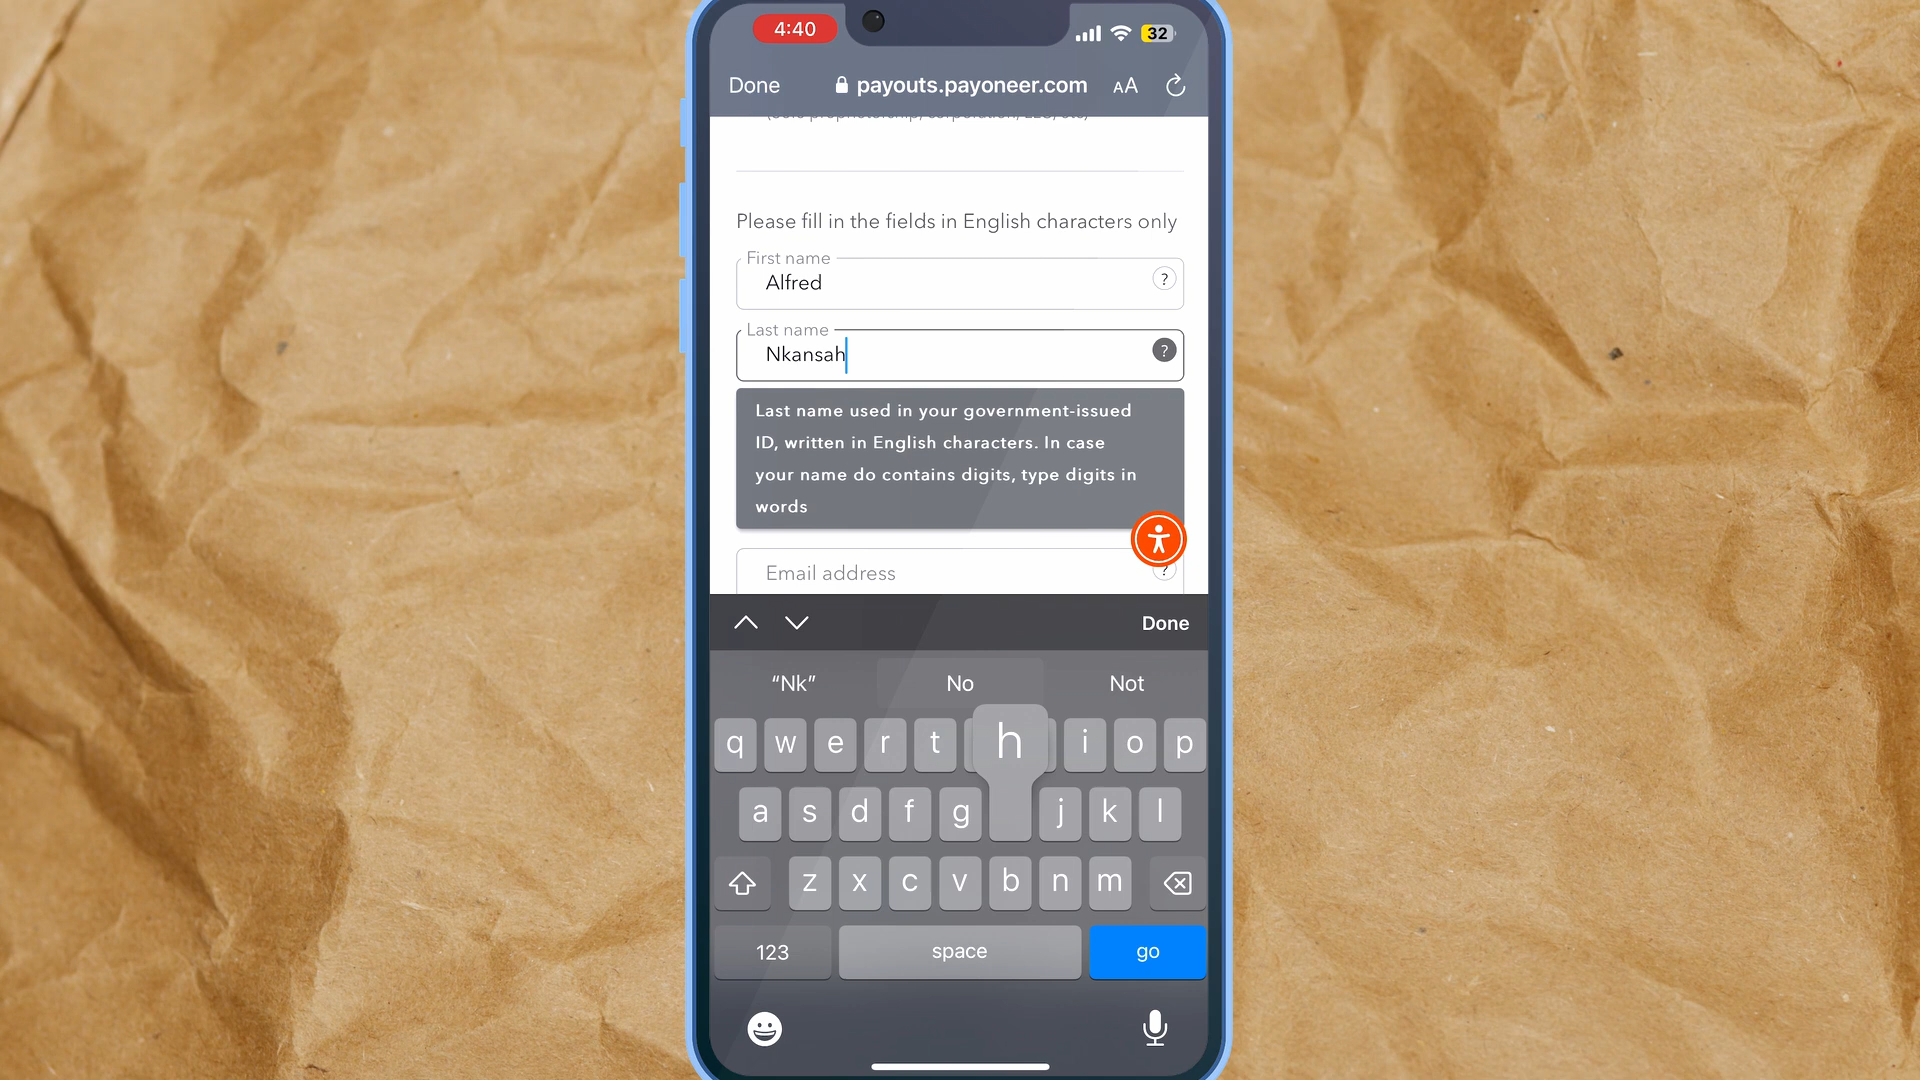 4:40
32
Done
payouts.payoneer.com
AA
Please fill in the fields in English characters only
First name
Alfred
?
Last name
Nkansah
?
Last name used in your government-issued
ID, written in English characters. In case
your name do contains digits, type digits in
words
Email address
?
Done
“Nk”
No
Not
q w e r t h i o p
a s d f g j k l
z x c v b n m
123
space
go